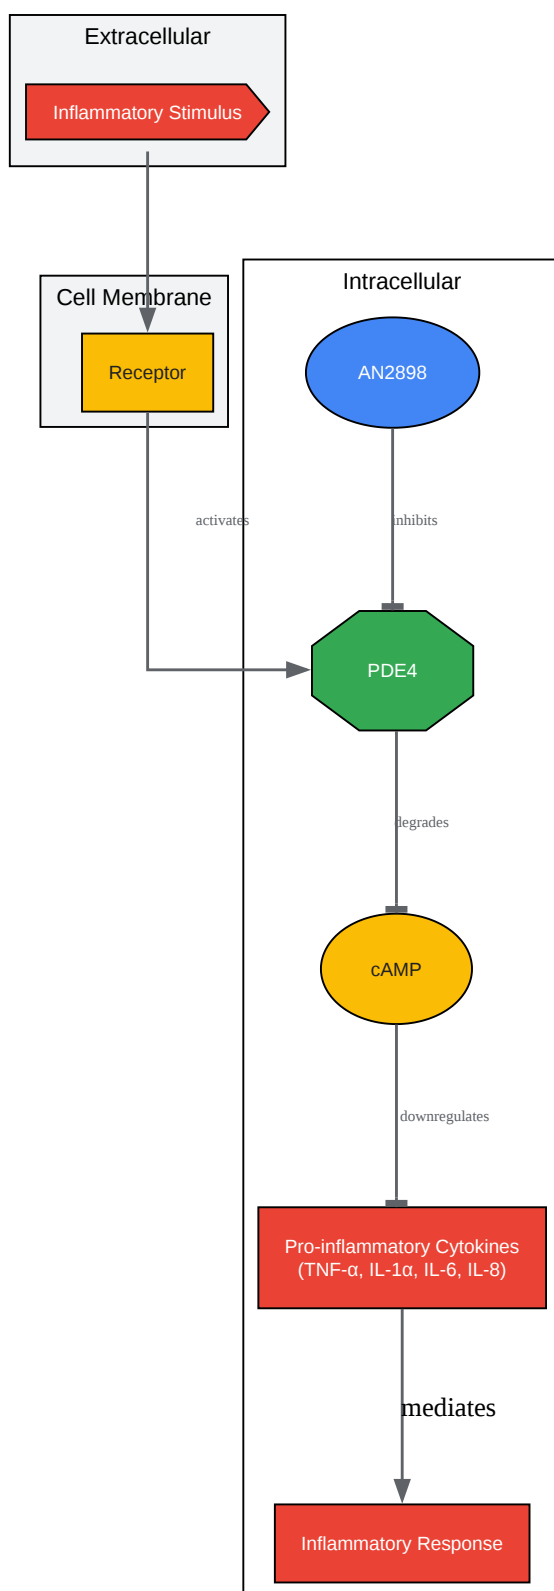 Extracellular
Inflammatory Stimulus
Cell Membrane
Receptor
Intracellular
AN2898
activates
inhibits
PDE4
degrades
cAMP
downregulates
Pro-inflammatory Cytokines
(TNF-α, IL-1α, IL-6, IL-8)
mediates
Inflammatory Response